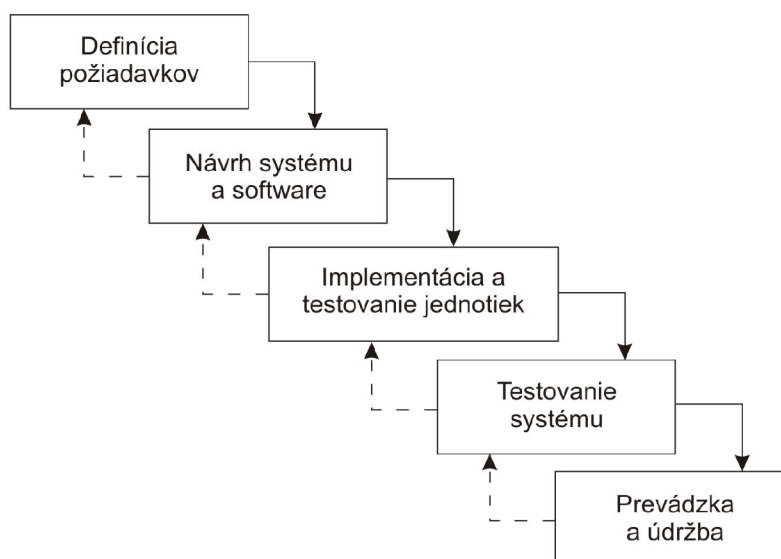 Definícia
požiadavkov
Návrh systému
a software
Implementácia a
testovanie jednotiek
Testovanie
systému
Prevádzka
a údržba